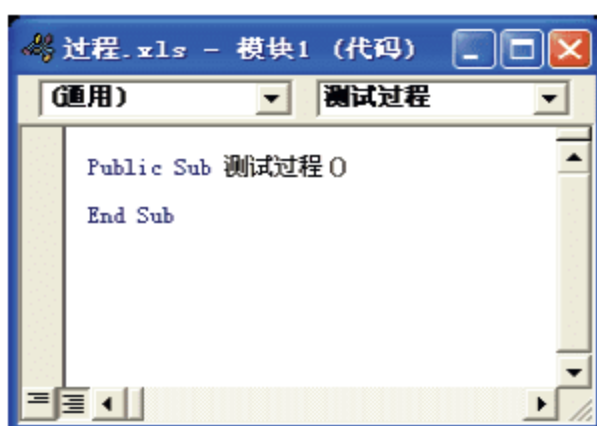 过程.xls - 模块1 (代码)
(通用) 测试过程
Public Sub 测试过程()
End Sub